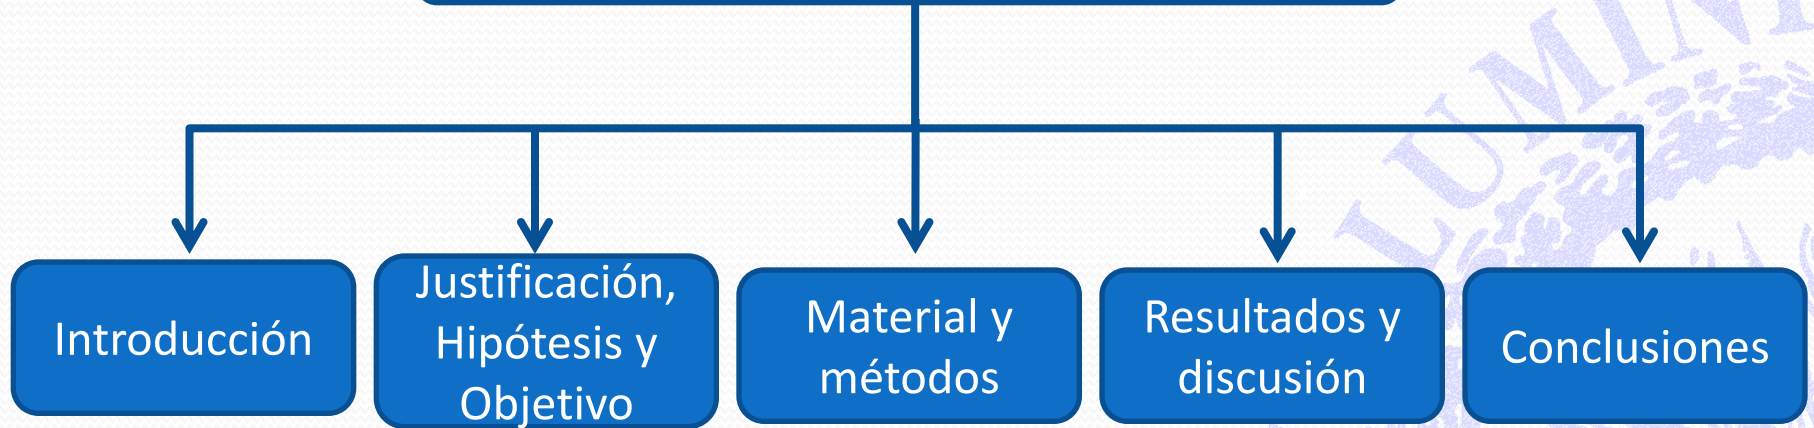 Introducción
Justificación,
Hipótesis y
Objetivo
Material y
métodos
Resultados y
discusión
Conclusiones